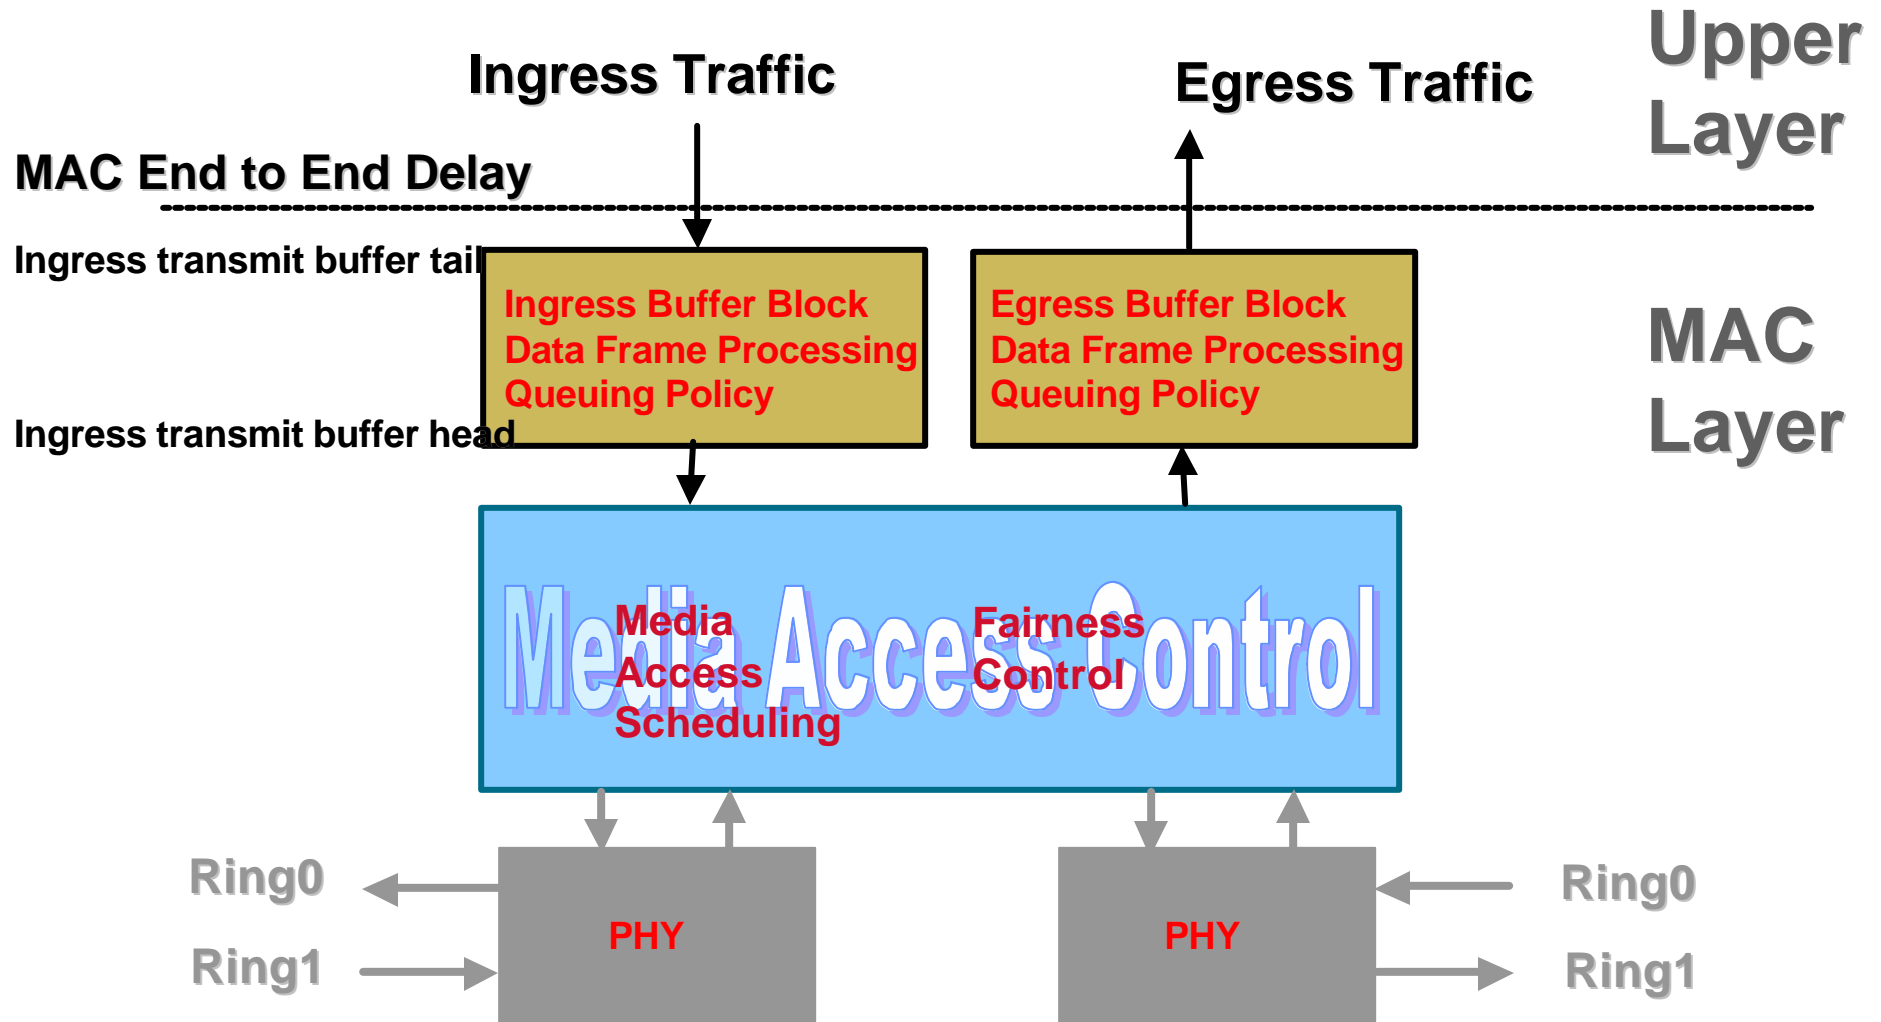 Upper
Layer
Ingress Traffic
Egress Traffic
MAC End to End Delay
Ingress transmit buffer tail
Ingress Buffer Block
Data Frame Processing
Queuing Policy
Egress Buffer Block
Data Frame Processing
Queuing Policy
MAC
Layer
Ingress transmit buffer head
Media Access Control
Media
Access
Scheduling
Fairness
Control
Ring0
Ring1
PHY
PHY
Ring0
Ring1